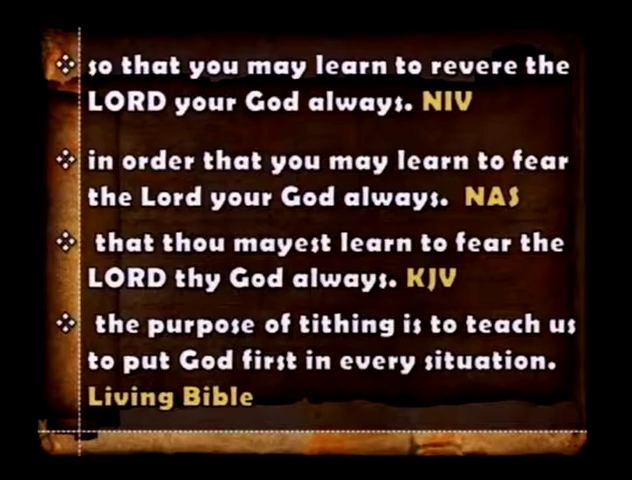 so that you may learn to revere the
LORD your God always. NIV
in order that you may learn to fear
the Lord your God always. NAS
that thou mayest learn to fear the
LORD thy God always. KJV
the purpose of tithing is to teach us
to put God first in every situation.
Living Bible